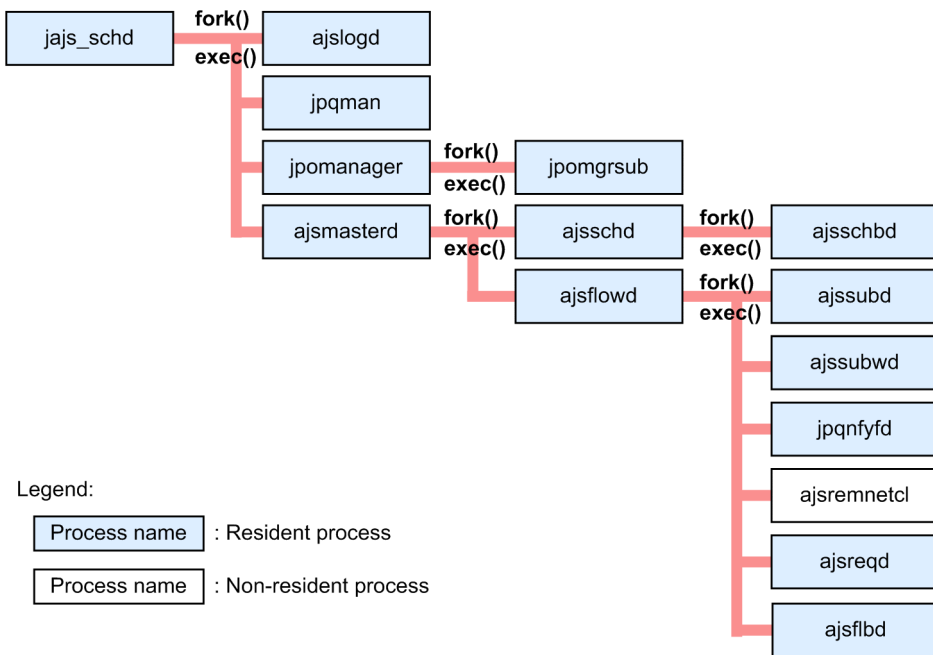 fork()
jajs_schd
ajslogd
exec()
jpqman
fork()
jpomanager
jpomgrsub
exec()
fork()
fork()
ajsmasterd
ajsschd
ajsschbd
exec()
exec()
fork()
ajsflowd
ajssubd
exec()
ajssubwd
jpqnfyfd
Legend:
ajsremnetcl
Process name : Resident process
ajsreqd
Process name : Non-resident process
ajsflbd